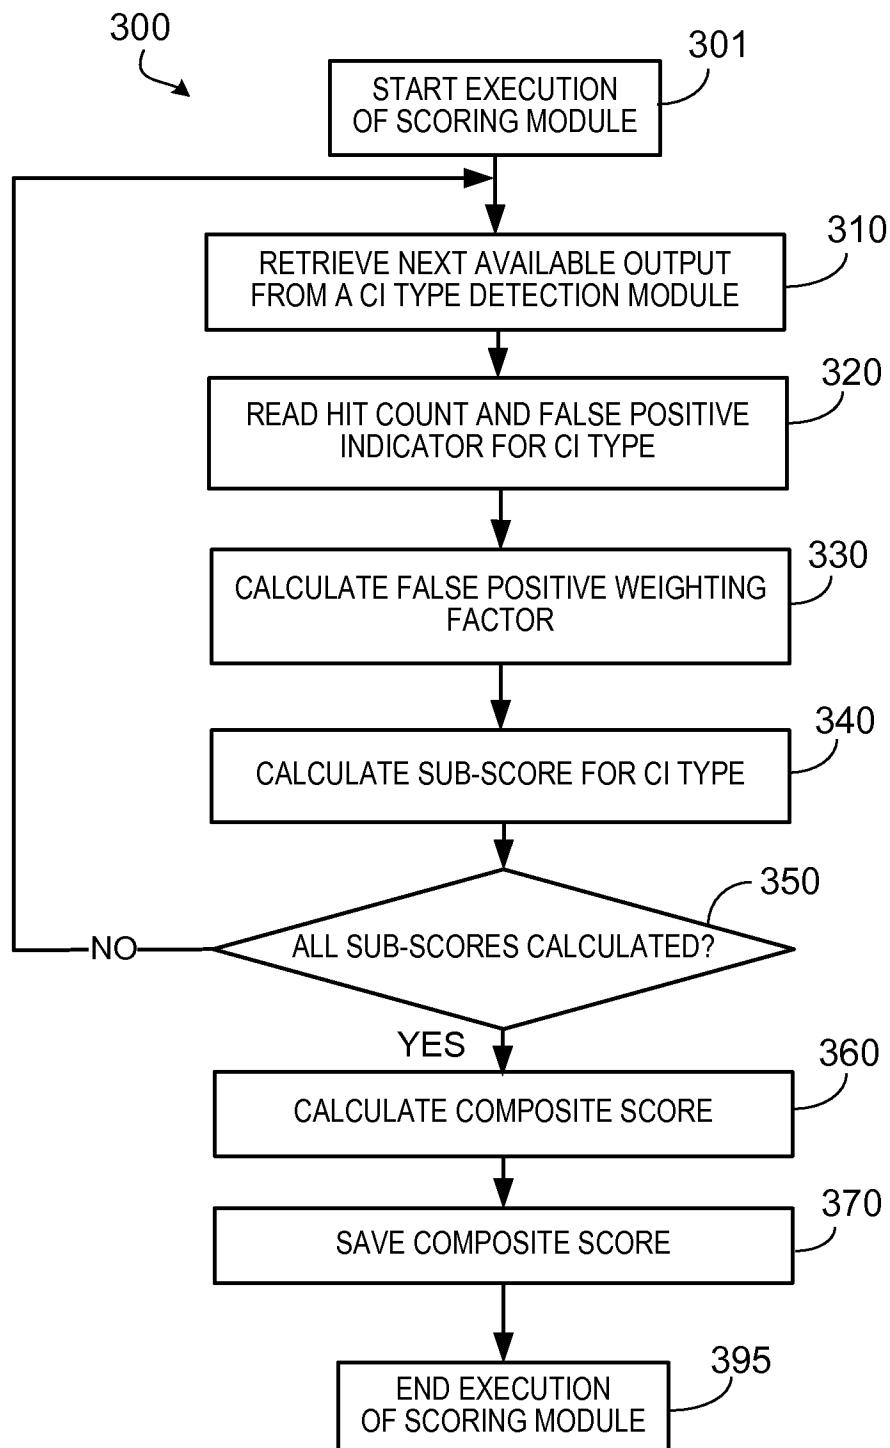 300
301
START EXECUTION
OF SCORING MODULE
310
RETRIEVE NEXT AVAILABLE OUTPUT
FROM A CI TYPE DETECTION MODULE
320
READ HIT COUNT AND FALSE POSITIVE
INDICATOR FOR CI TYPE
330
CALCULATE FALSE POSITIVE WEIGHTING
FACTOR
340
CALCULATE SUB-SCORE FOR CI TYPE
350
ALL SUB-SCORES CALCULATED?
NO
YES
360
CALCULATE COMPOSITE SCORE
370
SAVE COMPOSITE SCORE
395
END EXECUTION
OF SCORING MODULE